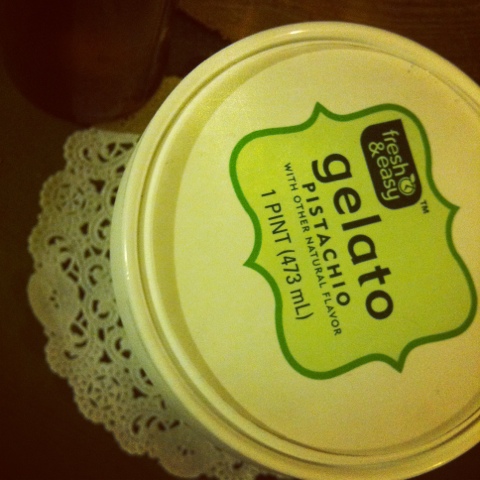 fresh
& easy
™
gelato
PISTACHIO
WITH OTHER NATURAL FLAVOR
1 PINT (473 mL)